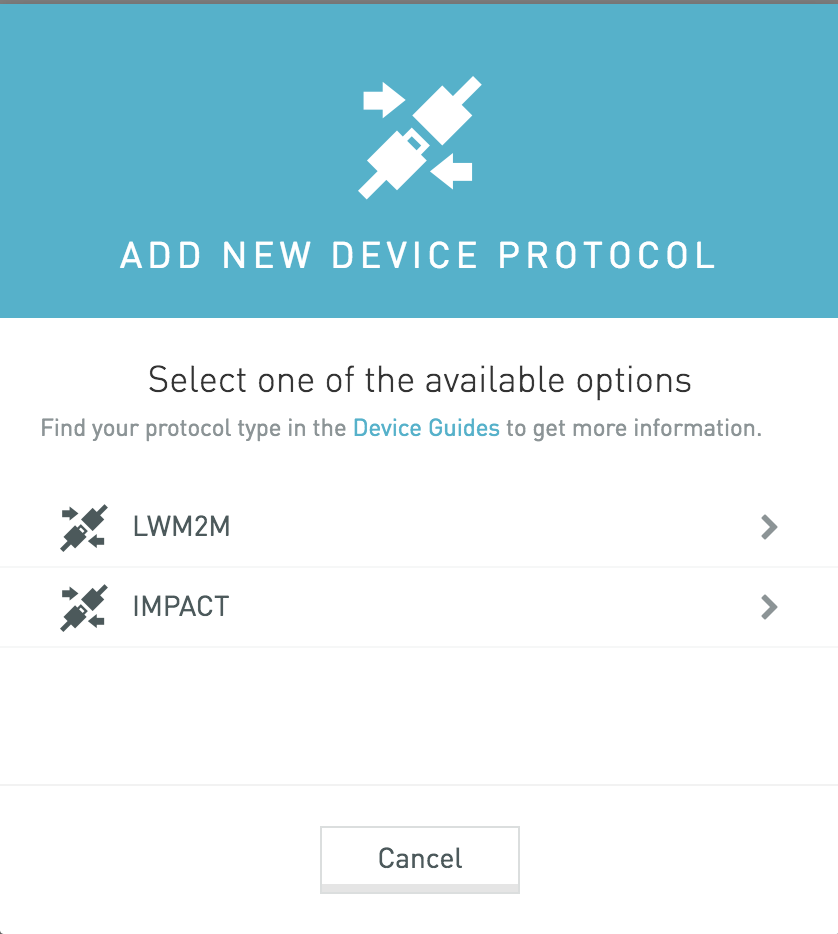 ADD NEW DEVICE PROTOCOL
Select one of the available options
Find your protocol type in the Device Guides to get more information.
LWM2M
IMPACT
Cancel